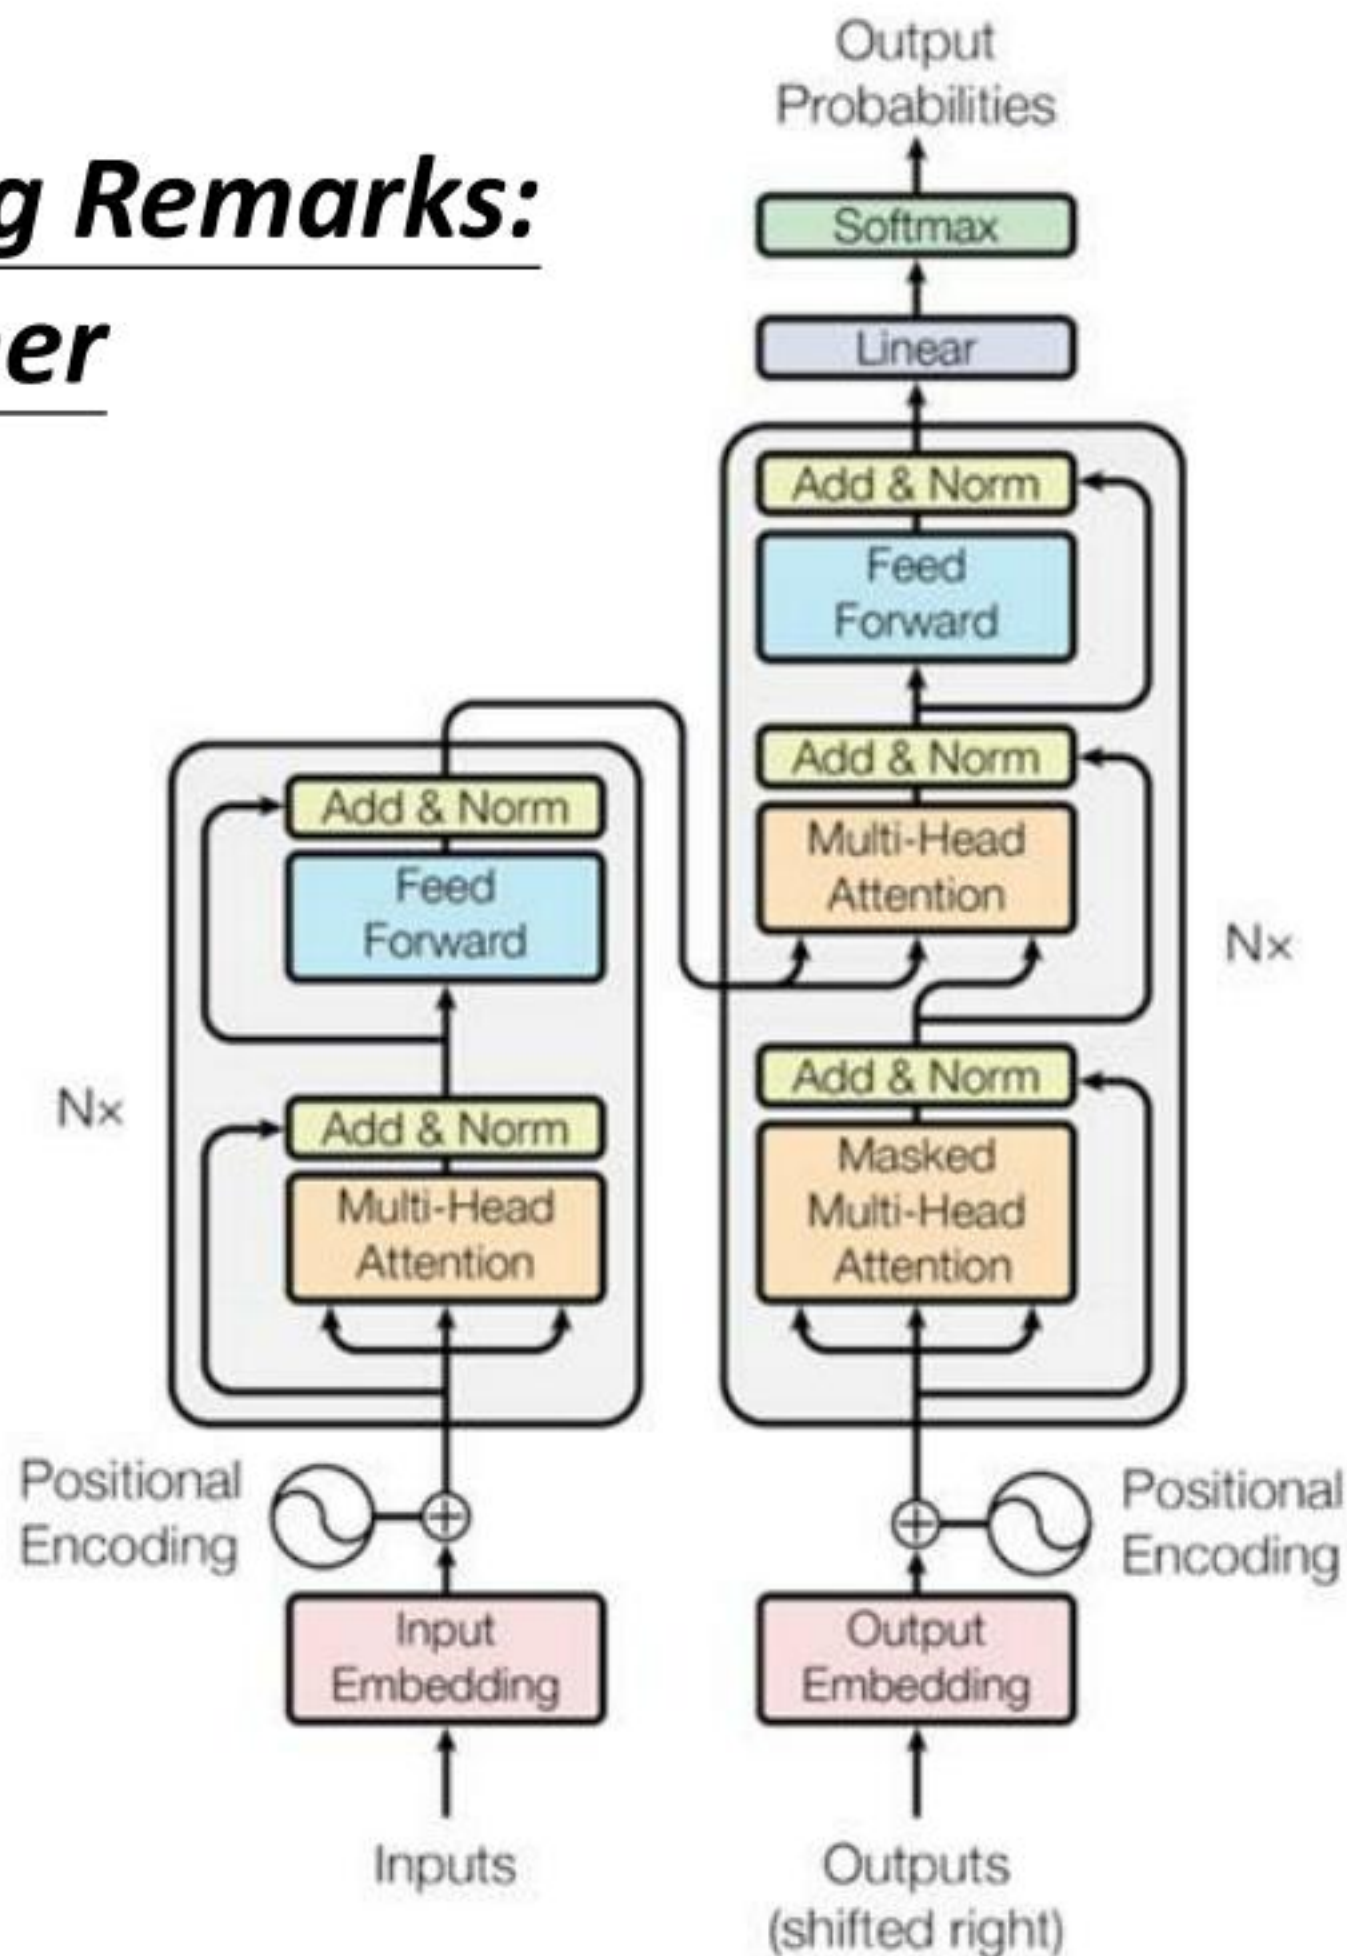 g Remarks:
er
Output
Probabilities
Softmax
Linear
Add & Norm
Feed
Forward
Add & Norm
Multi-Head
Attention
Nx
Add & Norm
Masked
Multi-Head
Attention
Add & Norm
Feed
Forward
Nx
Add & Norm
Multi-Head
Attention
Positional
Encoding
Positional
Encoding
Input
Embedding
Output
Embedding
Inputs
Outputs
(shifted right)